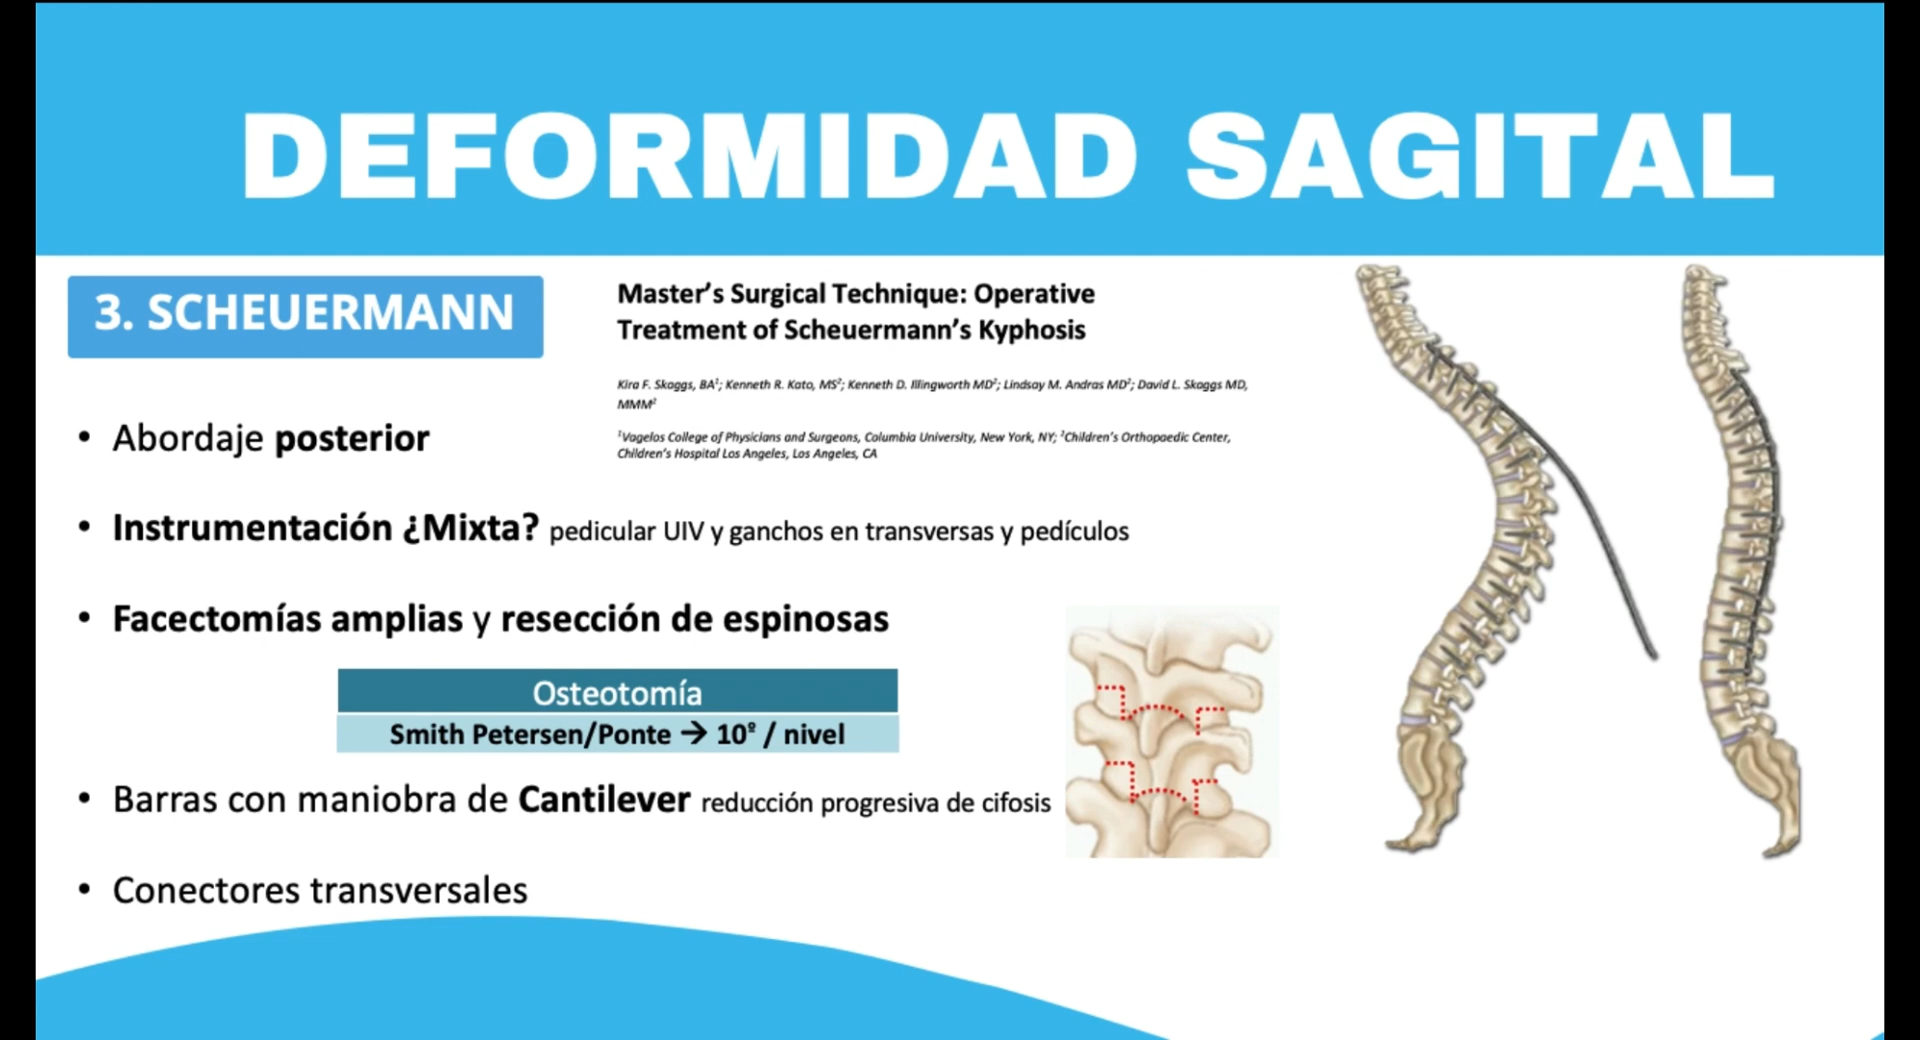 DEFORMIDAD SAGITAL
3. SCHEUERMANN
Master's Surgical Technique: Operative
Treatment of Scheuermann's Kyphosis
Kira F. Skaggs, BA¹; Kenneth R. Kato, MS²; Kenneth D. Illingworth MD²; Lindsay M. Andras MD²; David L. Skaggs MD,
MMM²
¹Vagelos College of Physicians and Surgeons, Columbia University, New York, NY; ²Children's Orthopaedic Center,
Children's Hospital Los Angeles, Los Angeles, CA
• Abordaje posterior
• Instrumentación ¿Mixta? pedicular UIV y ganchos en transversas y pedículos
• Facectomías amplias y resección de espinosas
Osteotomía
Smith Petersen/Ponte → 10º / nivel
• Barras con maniobra de Cantilever reducción progresiva de cifosis
• Conectores transversales